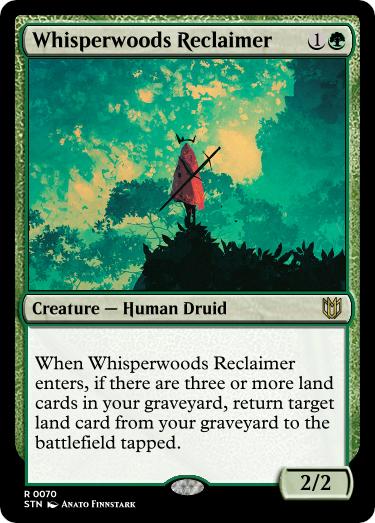 Whisperwoods Reclaimer 1
Creature — Human Druid
When Whisperwoods Reclaimer
enters, if there are three or more land
cards in your graveyard, return target
land card from your graveyard to the
battlefield tapped.
2/2
R 0070
STN Anato Finnstark